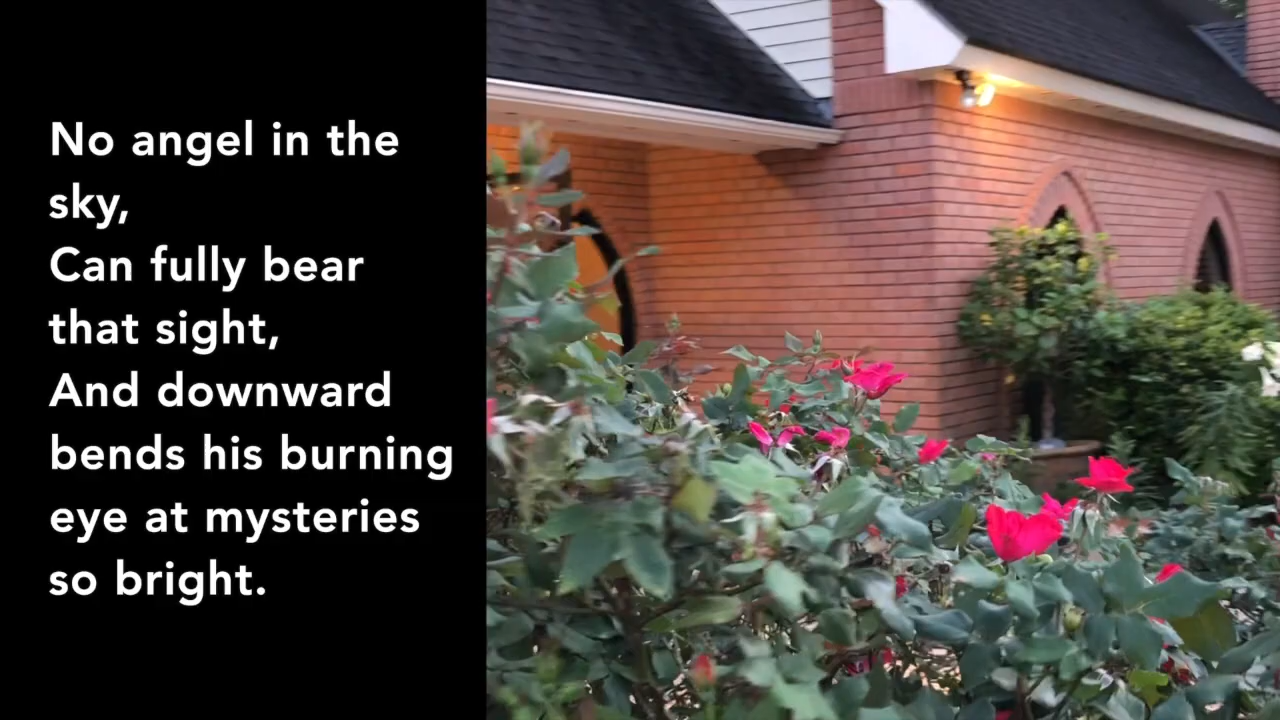 No angel in the
sky,
Can fully bear
that sight,
And downward
bends his burning
eye at mysteries
so bright.